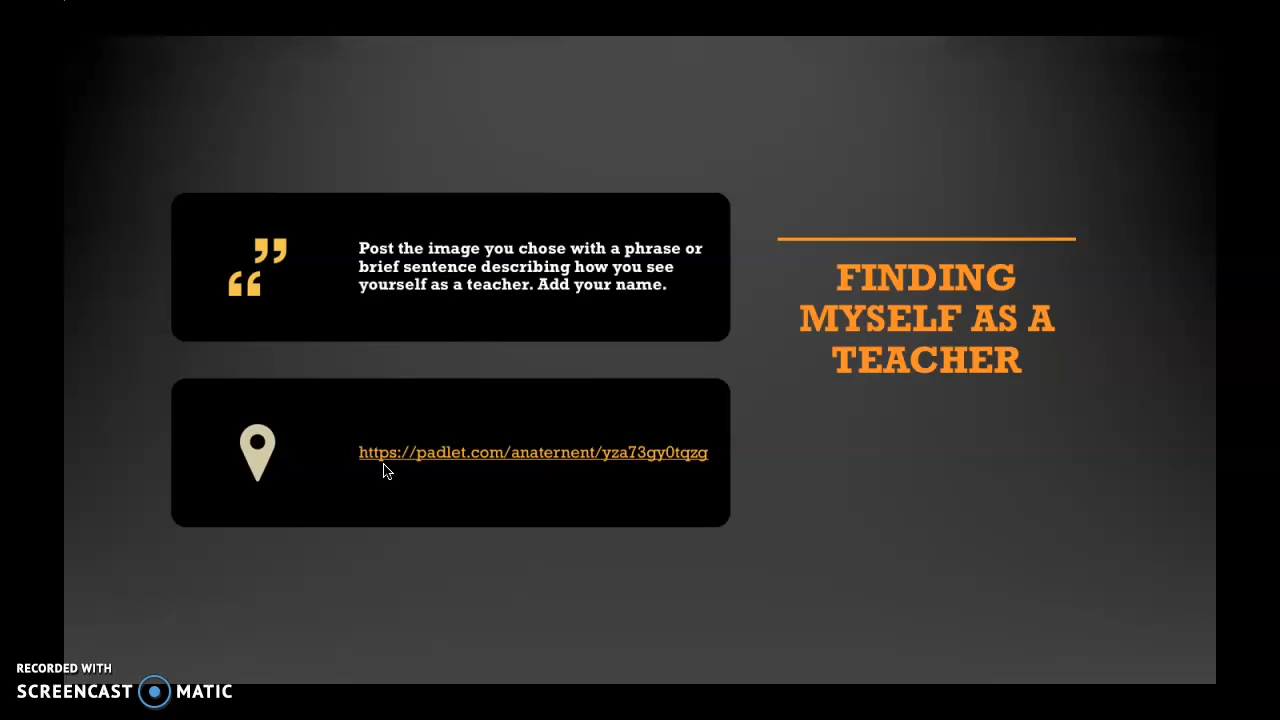 Post the image you chose with a phrase or
brief sentence describing how you see
yourself as a teacher. Add your name.
https://padlet.com/anaternent/yza73gy0tqzg
FINDING
MYSELF AS A
TEACHER
RECORDED WITH
SCREENCAST MATIC